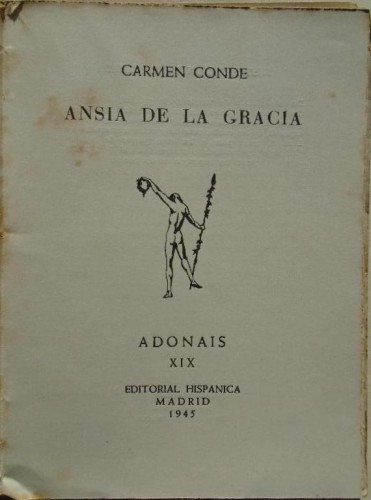 CARMEN CONDE
ANSIA DE LA GRACIA
ADONAIS
XIX
EDITORIAL HISPANICA
MADRID
1945